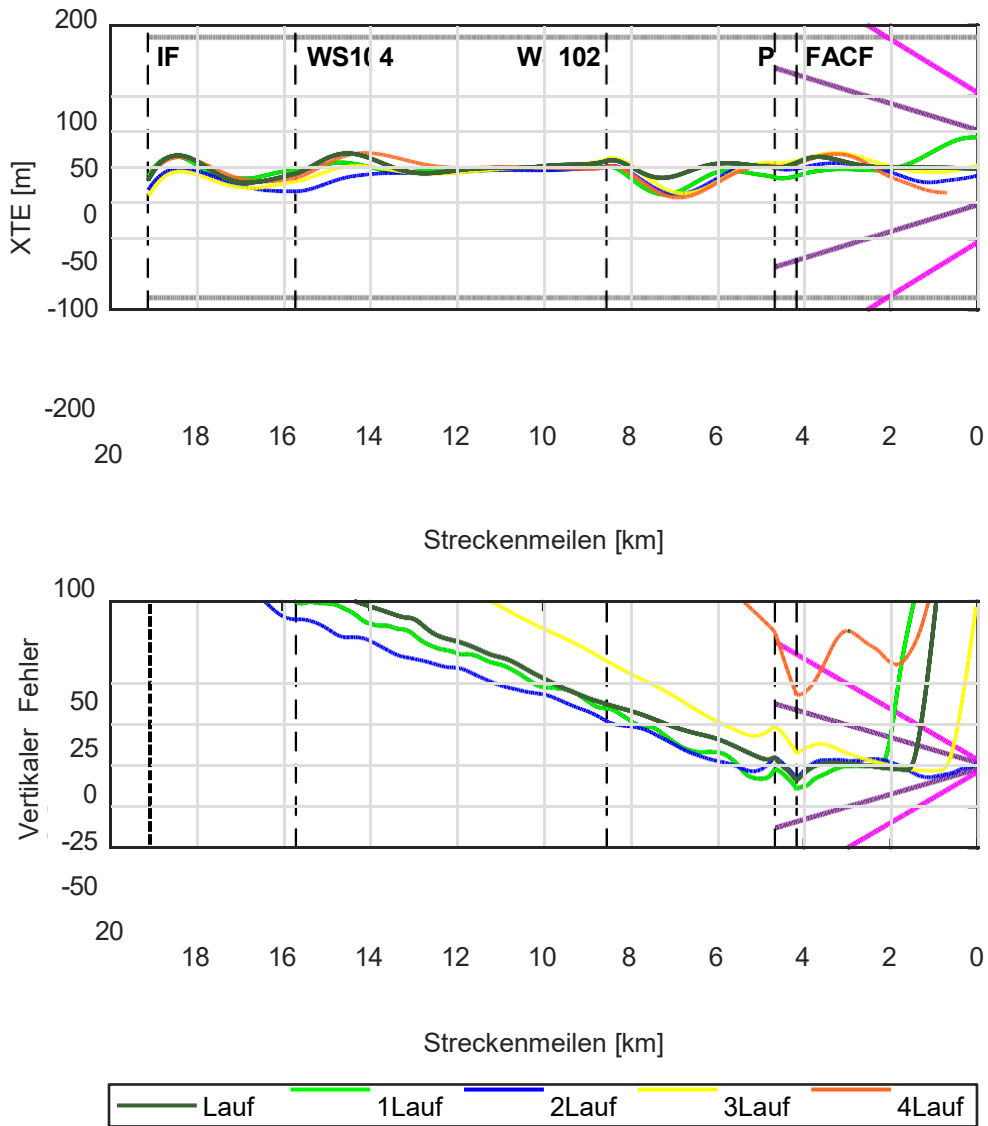 200
IF
WS10 4
W 102
P
FACF
100
50
0
-50
-100
-200
XTE [m]
20 18 16 14 12 10 8 6 4 2 0
Streckenmeilen [km]
100
50
25
0
-25
-50
Vertikaler Fehler
20 18 16 14 12 10 8 6 4 2 0
Streckenmeilen [km]
Lauf 1Lauf 2Lauf 3Lauf 4Lauf